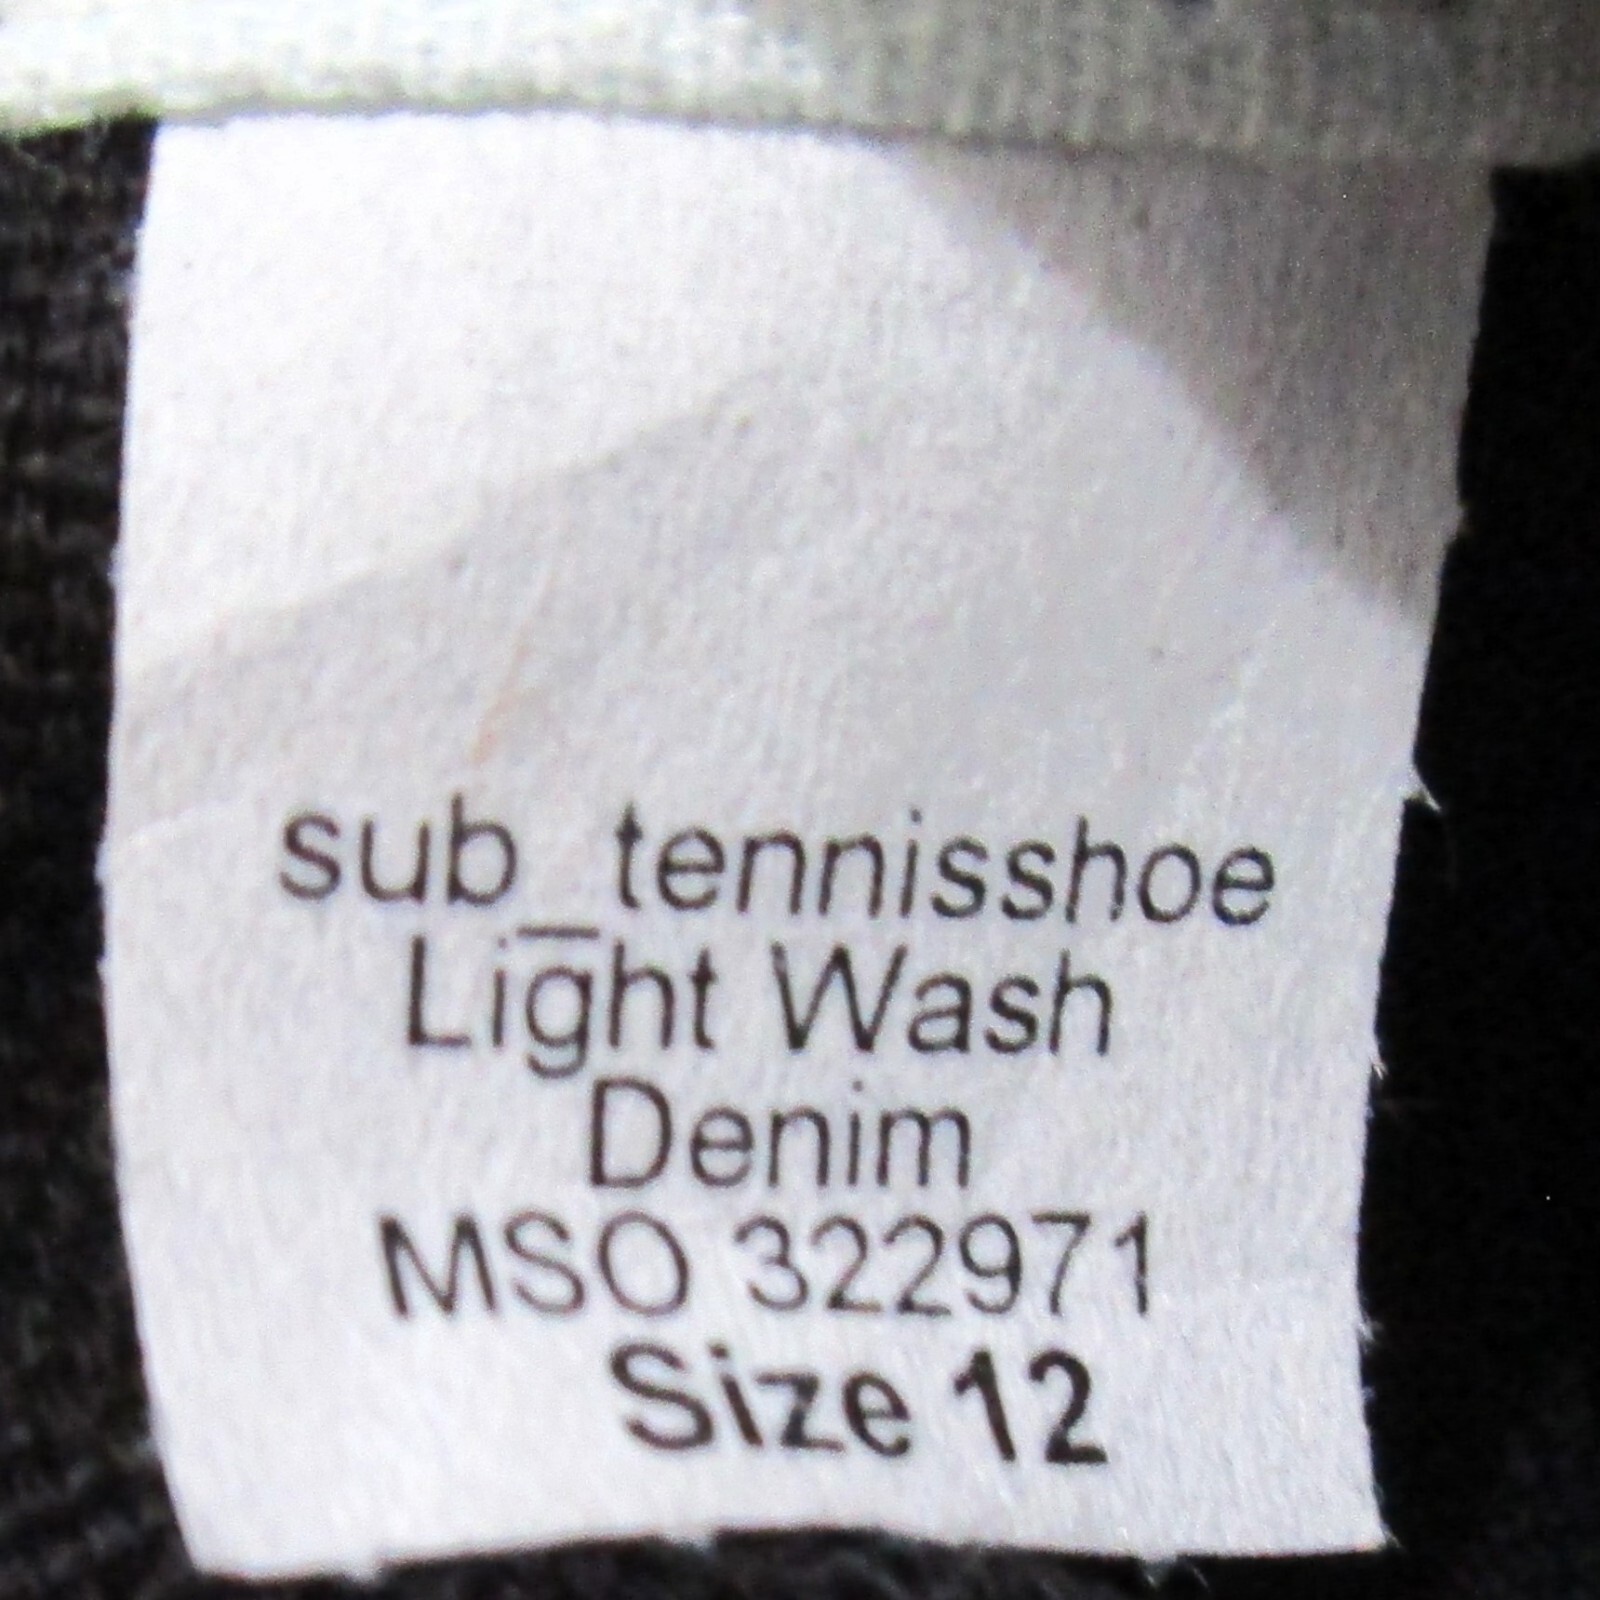 sub_tennisshoe
Light Wash
Denim
MSO 322971
Size 12